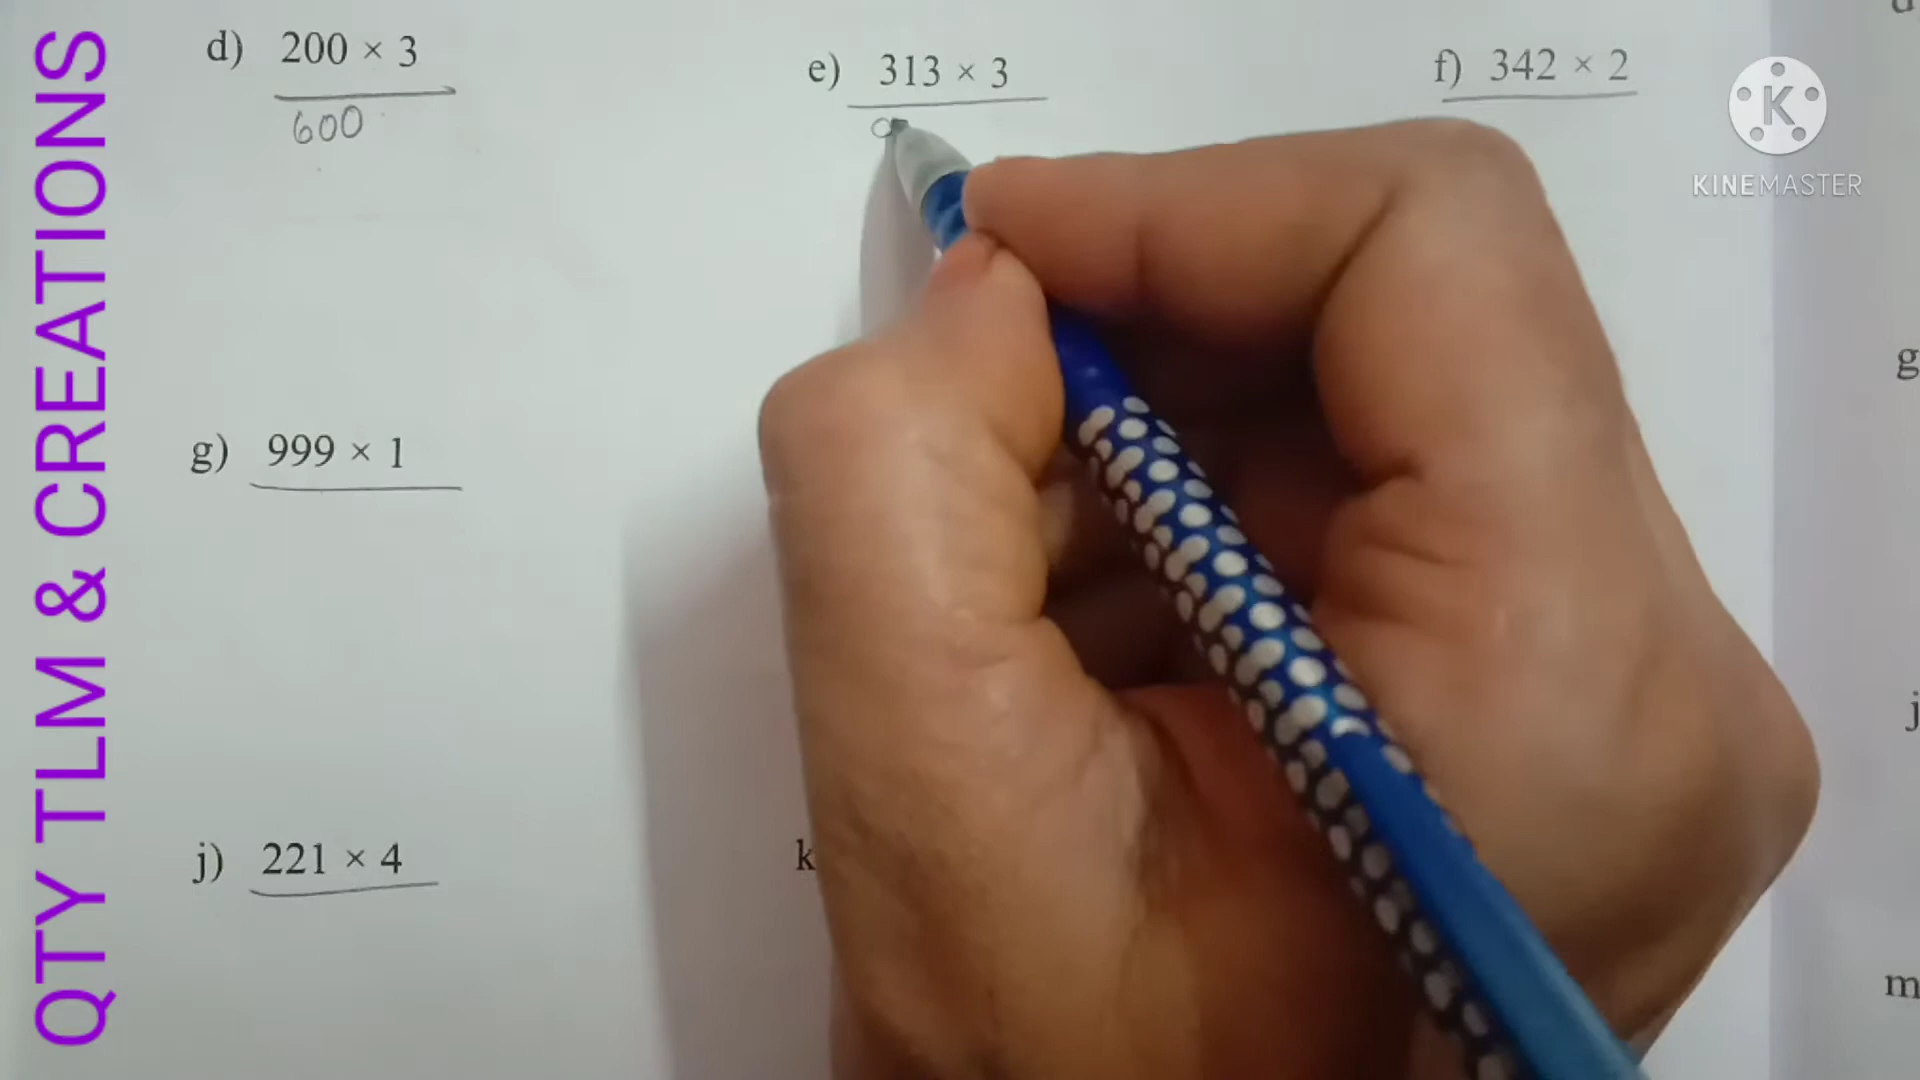 QTY TLM & CREATIONS
d) 200 × 3
600
e) 313 × 3
f) 342 × 2
KINEMASTER
g) 999 × 1
j) 221 × 4
k
g
j
m